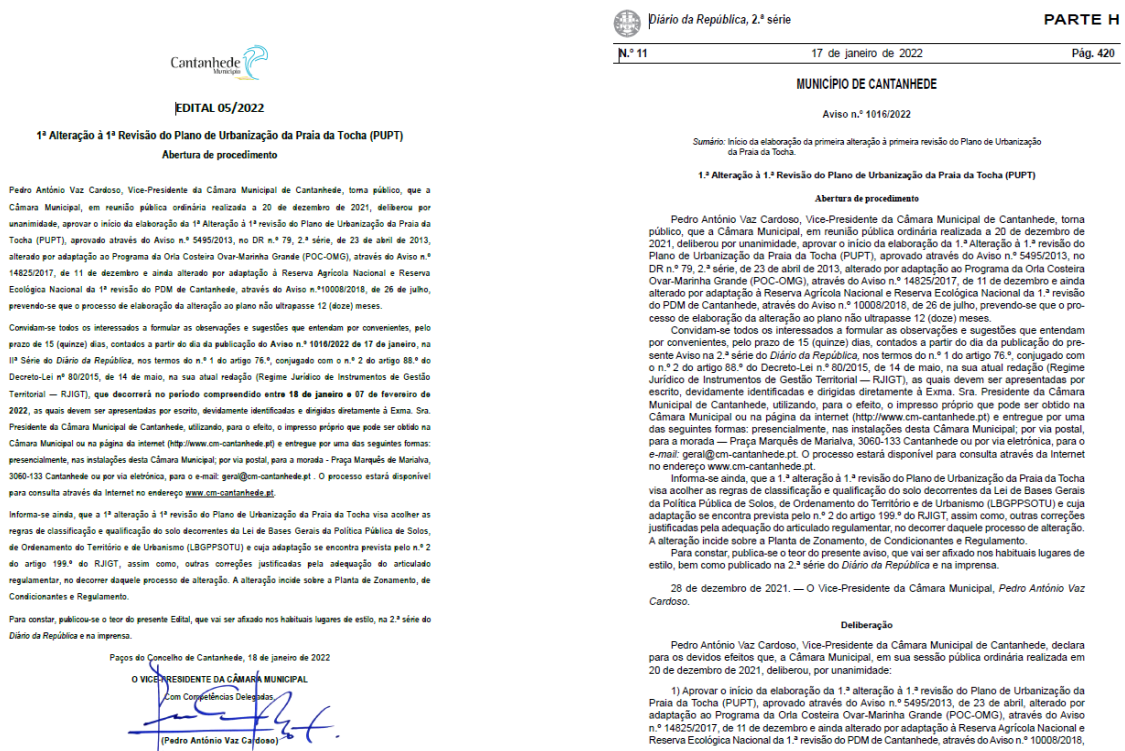 Cantanhede
Município
EDITAL 05/2022
1ª Alteração à 1ª Revisão do Plano de Urbanização da Praia da Tocha (PUPT)
Abertura de procedimento
Pedro António Vaz Cardoso, Vice-Presidente da Câmara Municipal de Cantanhede, torna público, que a
Câmara Municipal, em reunião pública ordinária realizada a 20 de dezembro de 2021, deliberou por
unanimidade, aprovar o início da elaboração da 1ª Alteração à 1ª revisão do Plano de Urbanização da Praia da
Tocha (PUPT), aprovado através do Aviso n.º 5495/2013, no DR n.º 79, 2.ª série, de 23 de abril de 2013,
alterado por adaptação ao Programa da Orla Costeira Ovar-Marinha Grande (POC-OMG), através do Aviso n.º
14825/2017, de 11 de dezembro e ainda alterado por adaptação à Reserva Agrícola Nacional e Reserva
Ecológica Nacional da 1ª revisão do PDM de Cantanhede, através do Aviso n.º10008/2018, de 26 de julho,
prevendo-se que o processo de elaboração da alteração ao plano não ultrapasse 12 (doze) meses.
Convidam-se todos os interessados a formular as observações e sugestões que entendam por convenientes, pelo
prazo de 15 (quinze) dias, contados a partir do dia da publicação do Aviso n.º 1016/2022 de 17 de janeiro, na
IIª Série do Diário da República, nos termos do n.º 1 do artigo 76.º, conjugado com o n.º 2 do artigo 88.º do
Decreto-Lei nº 80/2015, de 14 de maio, na sua atual redação (Regime Jurídico de Instrumentos de Gestão
Territorial — RJIGT), que decorrerá no período compreendido entre 18 de janeiro e 07 de fevereiro de
2022, as quais devem ser apresentadas por escrito, devidamente identificadas e dirigidas diretamente à Exma. Sra.
Presidente da Câmara Municipal de Cantanhede, utilizando, para o efeito, o impresso próprio que pode ser obtido na
Câmara Municipal ou na página da internet (http://www.cm-cantanhede.pt) e entregue por uma das seguintes formas:
presencialmente, nas instalações desta Câmara Municipal; por via postal, para a morada - Praça Marquês de Marialva,
3060-133 Cantanhede ou por via eletrónica, para o e-mail: geral@cm-cantanhede.pt . O processo estará disponível
para consulta através da Internet no endereço www.cm-cantanhede.pt.
Informa-se ainda, que a 1ª alteração à 1ª revisão do Plano de Urbanização da Praia da Tocha visa acolher as
regras de classificação e qualificação do solo decorrentes da Lei de Bases Gerais da Política Pública de Solos,
de Ordenamento do Território e de Urbanismo (LBGPPSOTU) e cuja adaptação se encontra prevista pelo n.º 2
do artigo 199.º do RJIGT, assim como, outras correções justificadas pela adequação do articulado
regulamentar, no decorrer daquele processo de alteração. A alteração incide sobre a Planta de Zonamento, de
Condicionantes e Regulamento.
Para constar, publicou-se o teor do presente Edital, que vai ser afixado nos habituais lugares de estilo, na 2.ª série do
Diário da República e na imprensa.
Paços do Concelho de Cantanhede, 18 de janeiro de 2022
O VICE-PRESIDENTE DA CÂMARA MUNICIPAL
Com Competências Delegadas,
(Pedro António Vaz Cardoso)
Diário da República, 2.ª série
PARTE H
N.º 11
17 de janeiro de 2022
Pág. 420
MUNICÍPIO DE CANTANHEDE
Aviso n.º 1016/2022
Sumário: Início da elaboração da primeira alteração à primeira revisão do Plano de Urbanização
da Praia da Tocha.
1.ª Alteração à 1.ª Revisão do Plano de Urbanização da Praia da Tocha (PUPT)
Abertura de procedimento
Pedro António Vaz Cardoso, Vice-Presidente da Câmara Municipal de Cantanhede, torna
público, que a Câmara Municipal, em reunião pública ordinária realizada a 20 de dezembro de
2021, deliberou por unanimidade, aprovar o início da elaboração da 1.ª Alteração à 1.ª revisão do
Plano de Urbanização da Praia da Tocha (PUPT), aprovado através do Aviso n.º 5495/2013, no
DR n.º 79, 2.ª série, de 23 de abril de 2013, alterado por adaptação ao Programa da Orla Costeira
Ovar-Marinha Grande (POC-OMG), através do Aviso n.º 14825/2017, de 11 de dezembro e ainda
alterado por adaptação à Reserva Agrícola Nacional e Reserva Ecológica Nacional da 1.ª revisão
do PDM de Cantanhede, através do Aviso n.º 10008/2018, de 26 de julho, prevendo-se que o pro-
cesso de elaboração da alteração ao plano não ultrapasse 12 (doze) meses.
Convidam-se todos os interessados a formular as observações e sugestões que entendam
por convenientes, pelo prazo de 15 (quinze) dias, contados a partir do dia da publicação do pre-
sente Aviso na 2.ª série do Diário da República, nos termos do n.º 1 do artigo 76.º, conjugado com
o n.º 2 do artigo 88.º do Decreto-Lei n.º 80/2015, de 14 de maio, na sua atual redação (Regime
Jurídico de Instrumentos de Gestão Territorial — RJIGT), as quais devem ser apresentadas por
escrito, devidamente identificadas e dirigidas diretamente à Exma. Sr. Presidente da Câmara
Municipal de Cantanhede, utilizando, para o efeito, o impresso próprio que pode ser obtido na
Câmara Municipal ou na página da internet (http://www.cm-cantanhede.pt) e entregue por uma
das seguintes formas: presencialmente, nas instalações desta Câmara Municipal; por via postal,
para a morada — Praça Marquês de Marialva, 3060-133 Cantanhede ou por via eletrónica, para o
e-mail: geral@cm-cantanhede.pt. O processo estará disponível para consulta através da Internet
no endereço www.cm-cantanhede.pt.
Informa-se ainda, que a 1.ª alteração à 1.ª revisão do Plano de Urbanização da Praia da Tocha
visa acolher as regras de classificação e qualificação do solo decorrentes da Lei de Bases Gerais
da Política Pública de Solos, de Ordenamento do Território e de Urbanismo (LBGPPSOTU) e cuja
adaptação se encontra prevista pelo n.º 2 do artigo 199.º do RJIGT, assim como, outras correções
justificadas pela adequação do articulado regulamentar, no decorrer daquele processo de alteração.
A alteração incide sobre a Planta de Zonamento, de Condicionantes e Regulamento.
Para constar, publica-se o teor do presente aviso, que vai ser afixado nos habituais lugares de
estilo, bem como publicado na 2.ª série do Diário da República e na imprensa.
28 de dezembro de 2021. — O Vice-Presidente da Câmara Municipal, Pedro António Vaz
Cardoso.
Deliberação
Pedro António Vaz Cardoso, Vice-Presidente da Câmara Municipal de Cantanhede, declara
para os devidos efeitos que, a Câmara Municipal, em sua sessão pública ordinária realizada em
20 de dezembro de 2021, deliberou, por unanimidade:
1) Aprovar o início da elaboração da 1.ª alteração à 1.ª revisão do Plano de Urbanização da
Praia da Tocha (PUPT), aprovado através do Aviso n.º 5495/2013, de 23 de abril, alterado por
adaptação ao Programa da Orla Costeira Ovar-Marinha Grande (POC-OMG), através do Aviso
n.º 14825/2017, de 11 de dezembro e ainda alterado por adaptação à Reserva Agrícola Nacional e
Reserva Ecológica Nacional da 1.ª revisão do PDM de Cantanhede, através do Aviso n.º 10008/2018,